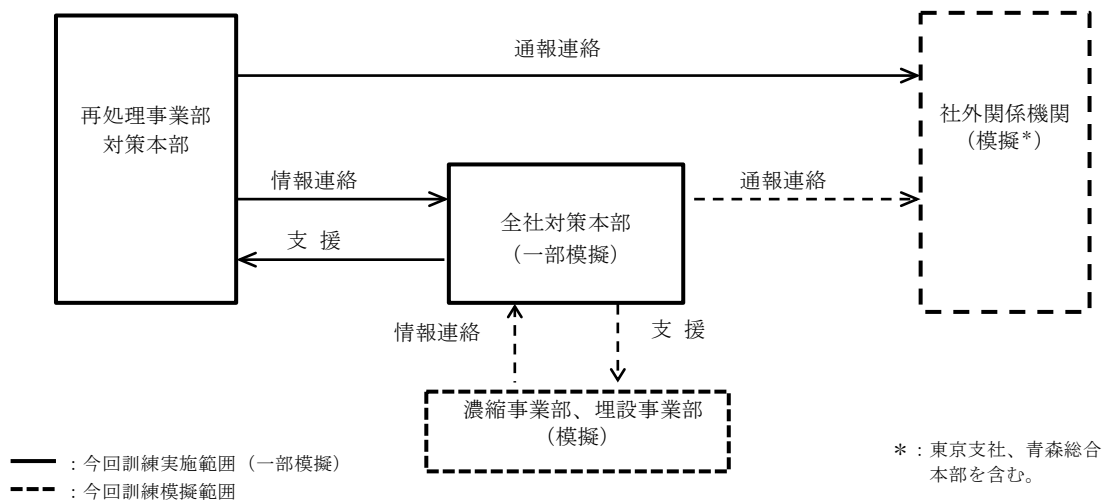 通報連絡
再処理事業部
対策本部
社外関係機関
（模擬*）
情報連絡
通報連絡
全社対策本部
（一部模擬）
支 援
情報連絡
支 援
濃縮事業部、埋設事業部
（模擬）
：今回訓練実施範囲（一部模擬）
：今回訓練模擬範囲
*：東京支社、青森総合
本部を含む。